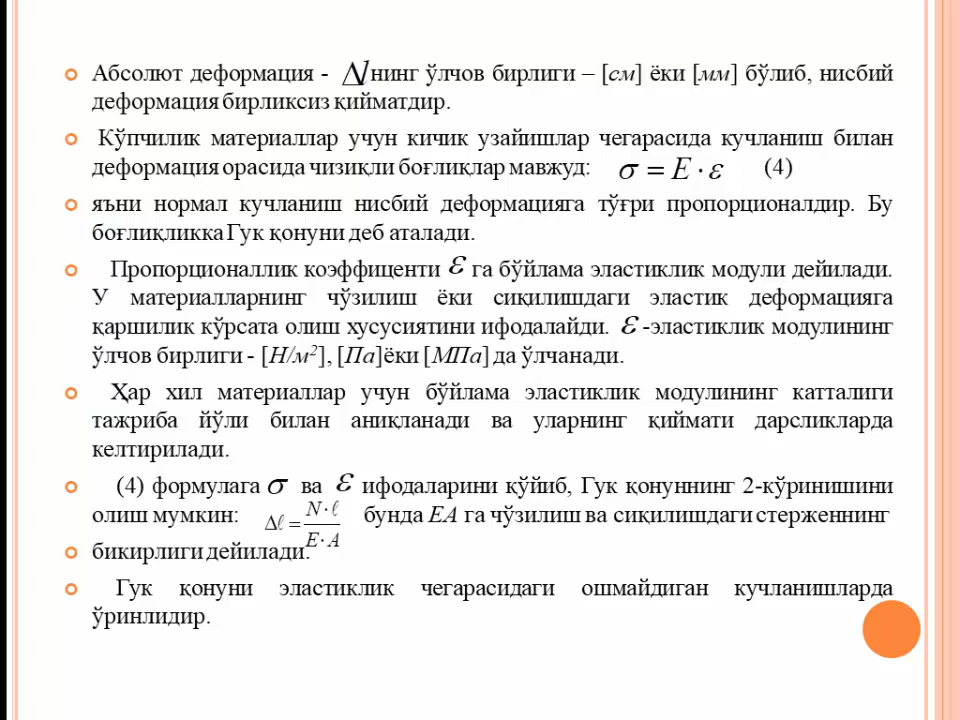 Абсолют деформация - Δl нинг ўлчов бирлиги – [см] ёки [мм] бўлиб, нисбий
деформация бирликсиз қийматдир.
Кўпчилик материаллар учун кичик узайишлар чегарасида кучланиш билан
деформация орасида чизиқли боғлиқлар мавжуд: σ = E · ε (4)
яъни нормал кучланиш нисбий деформацияга тўғри пропорционалдир. Бу
боғлиқликка Гук қонуни деб аталади.
Пропорционаллик коэффиценти ε га бўйлама эластиклик модули дейилади.
У материалларнинг чўзилиш ёки сиқилишдаги эластик деформацияга
қаршилик кўрсата олиш хусусиятини ифодалайди. ε -эластиклик модулининг
ўлчов бирлиги - [Н/м²], [Па]ёки [МПа] да ўлчанади.
Ҳар хил материаллар учун бўйлама эластиклик модулининг катталиги
тажриба йўли билан аниқланади ва уларнинг қиймати дарсликларда
келтирилади.
(4) формулага σ ва ε ифодаларини қўйиб, Гук қонуннинг 2-кўринишини
олиш мумкин: Δℓ = N · ℓ / E · A бунда EA га чўзилиш ва сиқилишдаги стерженнинг
бикирлиги дейилади.
Гук қонуни эластиклик чегарасидаги ошмайдиган кучланишларда
ўринлидир.